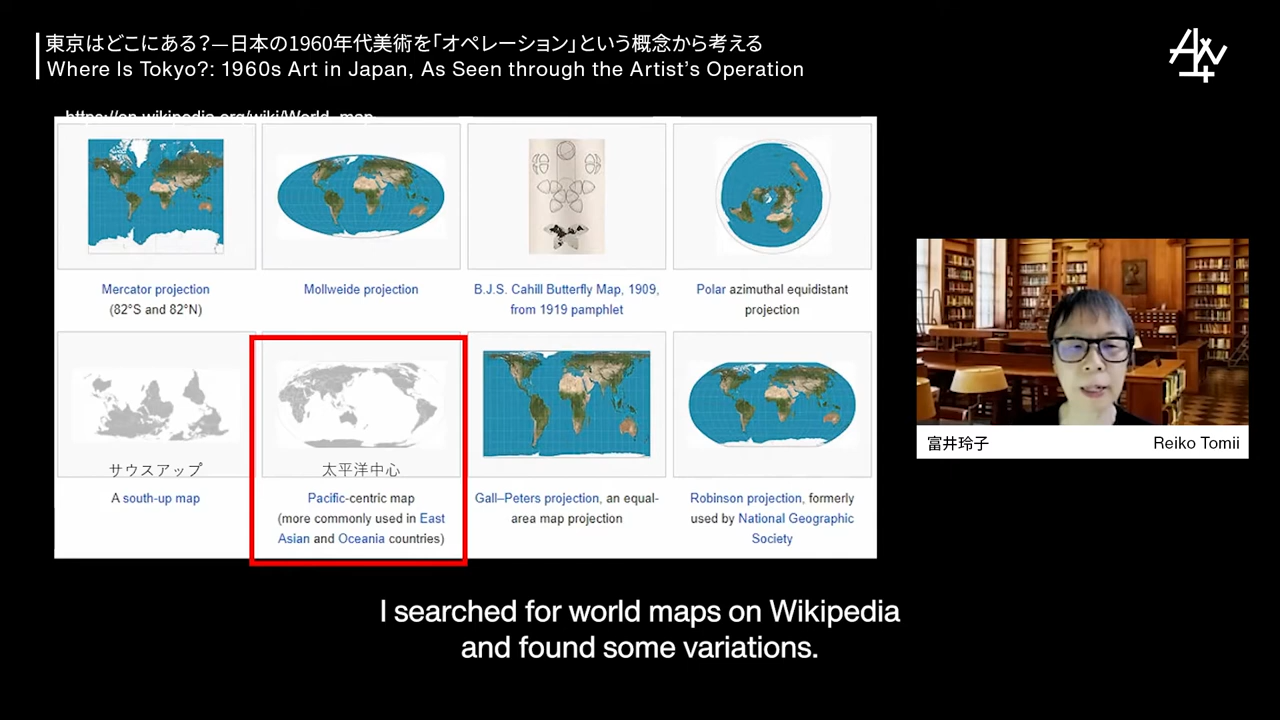 東京はどこにある?—日本の1960年代美術を「オペレーション」という概念から考える
Where Is Tokyo?: 1960s Art in Japan, As Seen through the Artist's Operation
https://en.wikipedia.org/wiki/World_map
Mercator projection
(82°S and 82°N)
Mollweide projection
B.J.S. Cahill Butterfly Map, 1909,
from 1919 pamphlet
Polar azimuthal equidistant
projection
サウスアップ
A south-up map
太平洋中心
Pacific-centric map
(more commonly used in East
Asian and Oceania countries)
Gall–Peters projection, an equal-
area map projection
Robinson projection, formerly
used by National Geographic
Society
富井玲子
Reiko Tomii
I searched for world maps on Wikipedia
and found some variations.